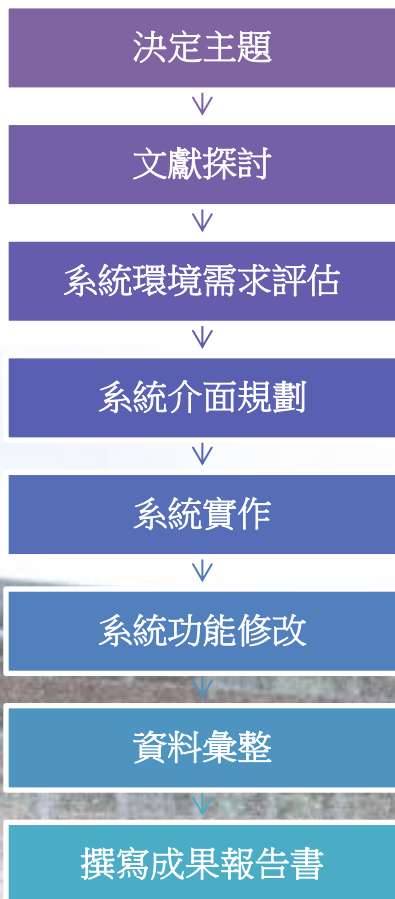 決定主題
文獻探討
系統環境需求評估
系統介面規劃
系統實作
系統功能修改
資料彙整
撰寫成果報告書